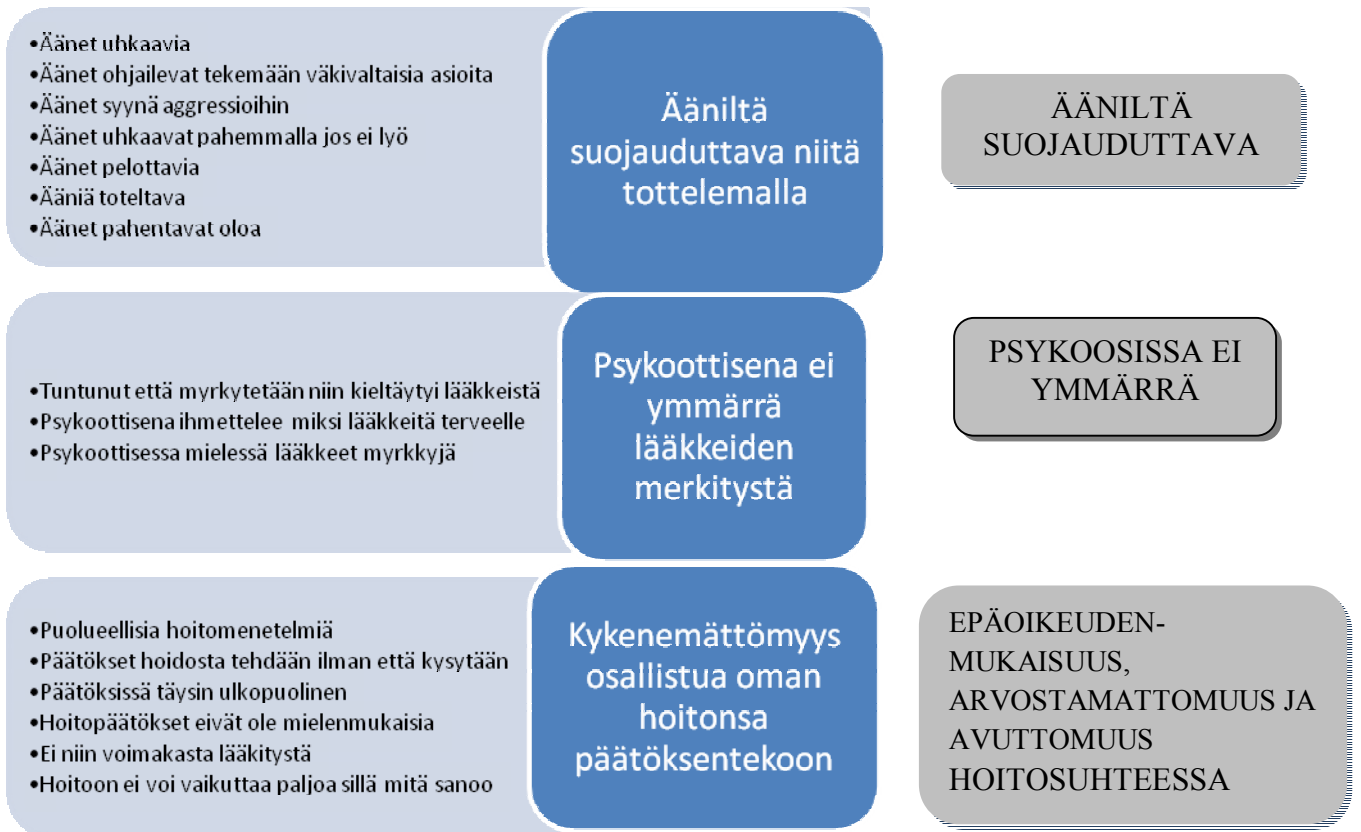 •Äänet uhkaavia
•Äänet ohjailevat tekemään väkivaltaisia asioita
•Äänet syynä aggressioihin
•Äänet uhkaavat pahemmalla jos ei lyö
•Äänet pelottavia
•Ääniä toteltava
•Äänet pahentavat oloa
Ääniltä
suojauduttava niitä
tottelemalla
ÄÄNILTÄ
SUOJAUDUTTAVA
•Tuntunut että myrkytetään niin kieltäytyi lääkkeistä
•Psykoottisena ihmettelee miksi lääkkeitä terveelle
•Psykoottisessa mielessä lääkkeet myrkkyjä
Psykoottisena ei
ymmärrä
lääkkeiden
merkitystä
PSYKOOSISSA EI
YMMÄRRÄ
•Puolueellisia hoitomenetelmiä
•Päätökset hoidosta tehdään ilman että kysytään
•Päätöksissä täysin ulkopuolinen
•Hoitopäätökset eivät ole mielenmukaisia
•Ei niin voimakasta lääkitystä
•Hoitoon ei voi vaikuttaa paljoa sillä mitä sanoo
Kykenemättömyys
osallistua oman
hoitonsa
päätöksentekoon
EPÄOIKEUDEN-
MUKAISUUS,
ARVOSTAMATTOMUUS JA
AVUTTOMUUS
HOITOSUHTEESSA